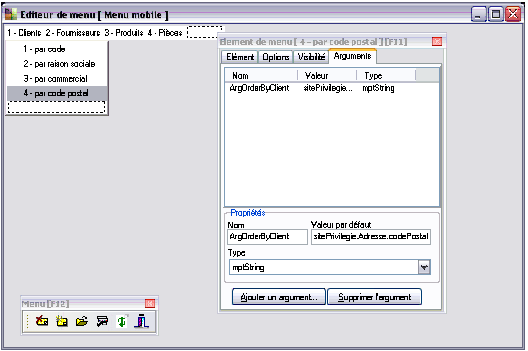 Editeur de menu [ Menu mobile ]
1 - Clients 2 - Fournisseurs 3 - Produits 4 - Pièces
1 - par code
2 - par raison sociale
3 - par commercial
4 - par code postal
Element de menu [ 4 - par code postal ] [F11]
Elément Options Visibilité Arguments
Nom Valeur Type
ArgOrderByClient sitePrivilegie... mptString
Propriétés
Nom Valeur par défaut
ArgOrderByClient sitePrivilegie.Adresse.codePostal
Type
mptString
Ajouter un argument... Supprimer l'argument
Menu [F12]